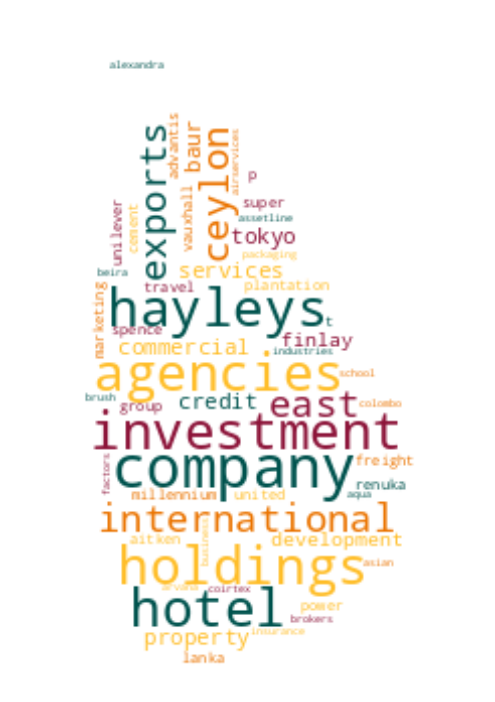 alexandra
exports
advantis
baur
ceylon
airservices
p
unilever
cement
vauxhall
super
assetline
tokyo
packaging
beira
services
travel
plantation
marketing
hayleys
t
spence
finlay
commercial
industries
agencies
school
brush
group
credit
east
colombo
investment
company
freight
factors
renuka
millennium
united
aqua
international
aitken
business
development
holdings
asian
arvana
coirtex
hotel
power
brokers
property
insurance
lanka